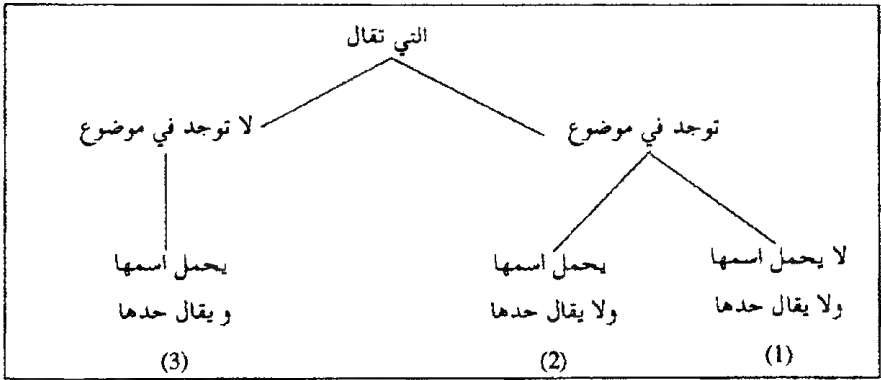 التي تقال
توجد في موضوع
لا توجد في موضوع
لا يحمل اسمها
ولا يقال حدها
(1)
يحمل اسمها
ولا يقال حدها
(2)
يحمل اسمها
ويقال حدها
(3)